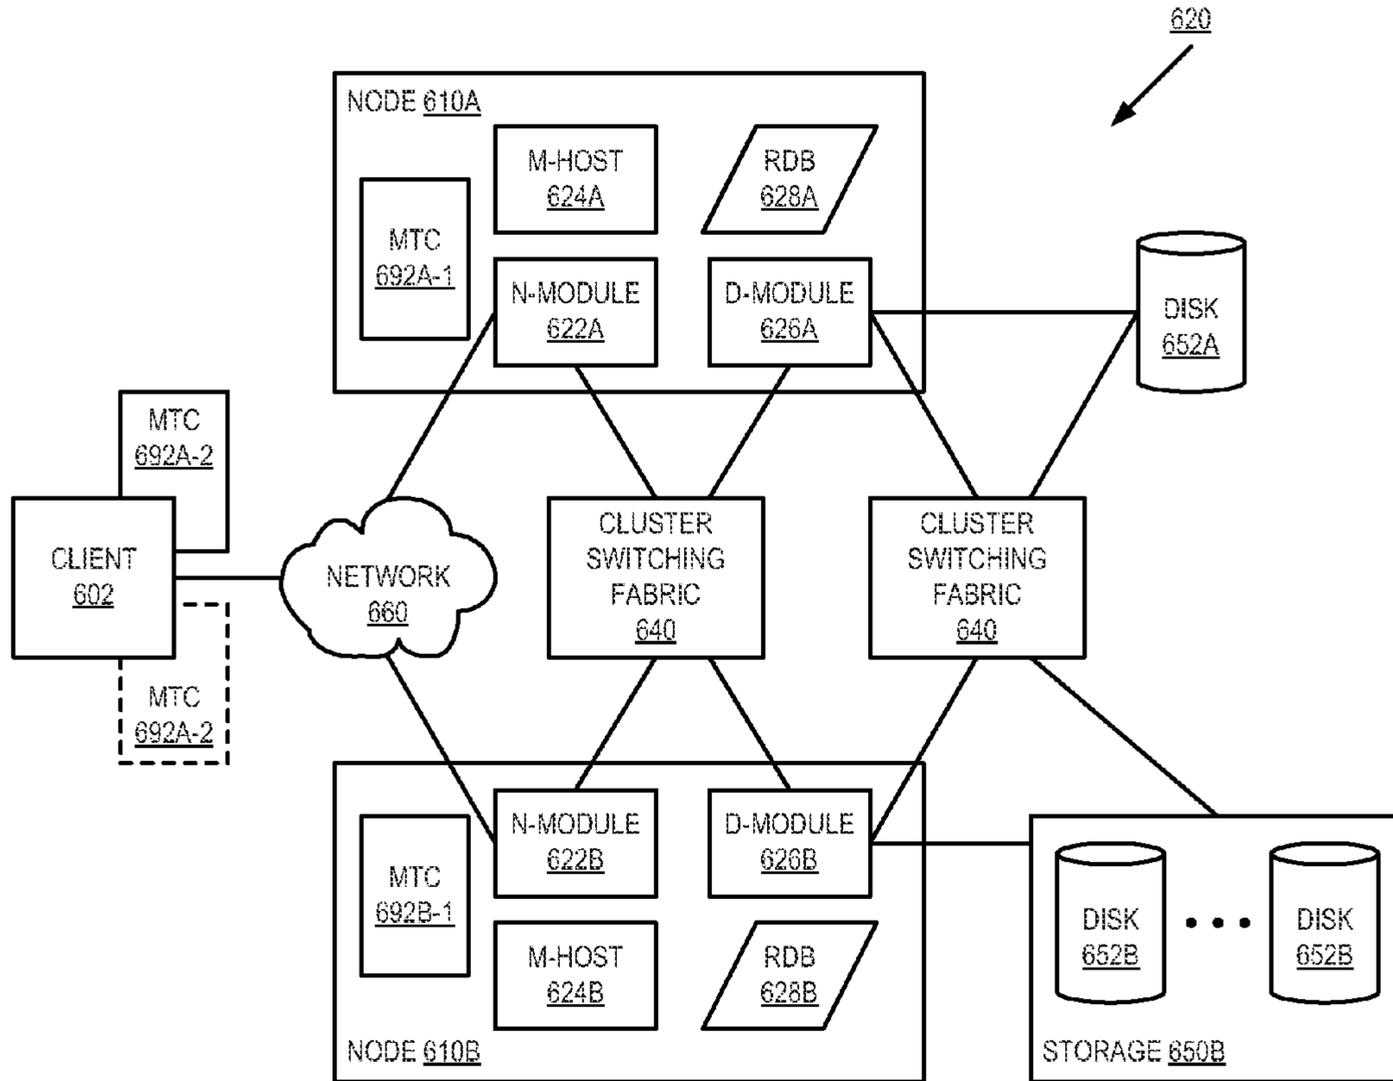 620
NODE 610A
M-HOST
624A
RDB
628A
MTC
692A-1
N-MODULE
622A
D-MODULE
626A
DISK
652A
MTC
692A-2
CLIENT
602
NETWORK
660
CLUSTER
SWITCHING
FABRIC
640
CLUSTER
SWITCHING
FABRIC
640
MTC
692A-2
N-MODULE
622B
D-MODULE
626B
MTC
692B-1
M-HOST
624B
RDB
628B
NODE 610B
DISK
652B
DISK
652B
STORAGE 650B